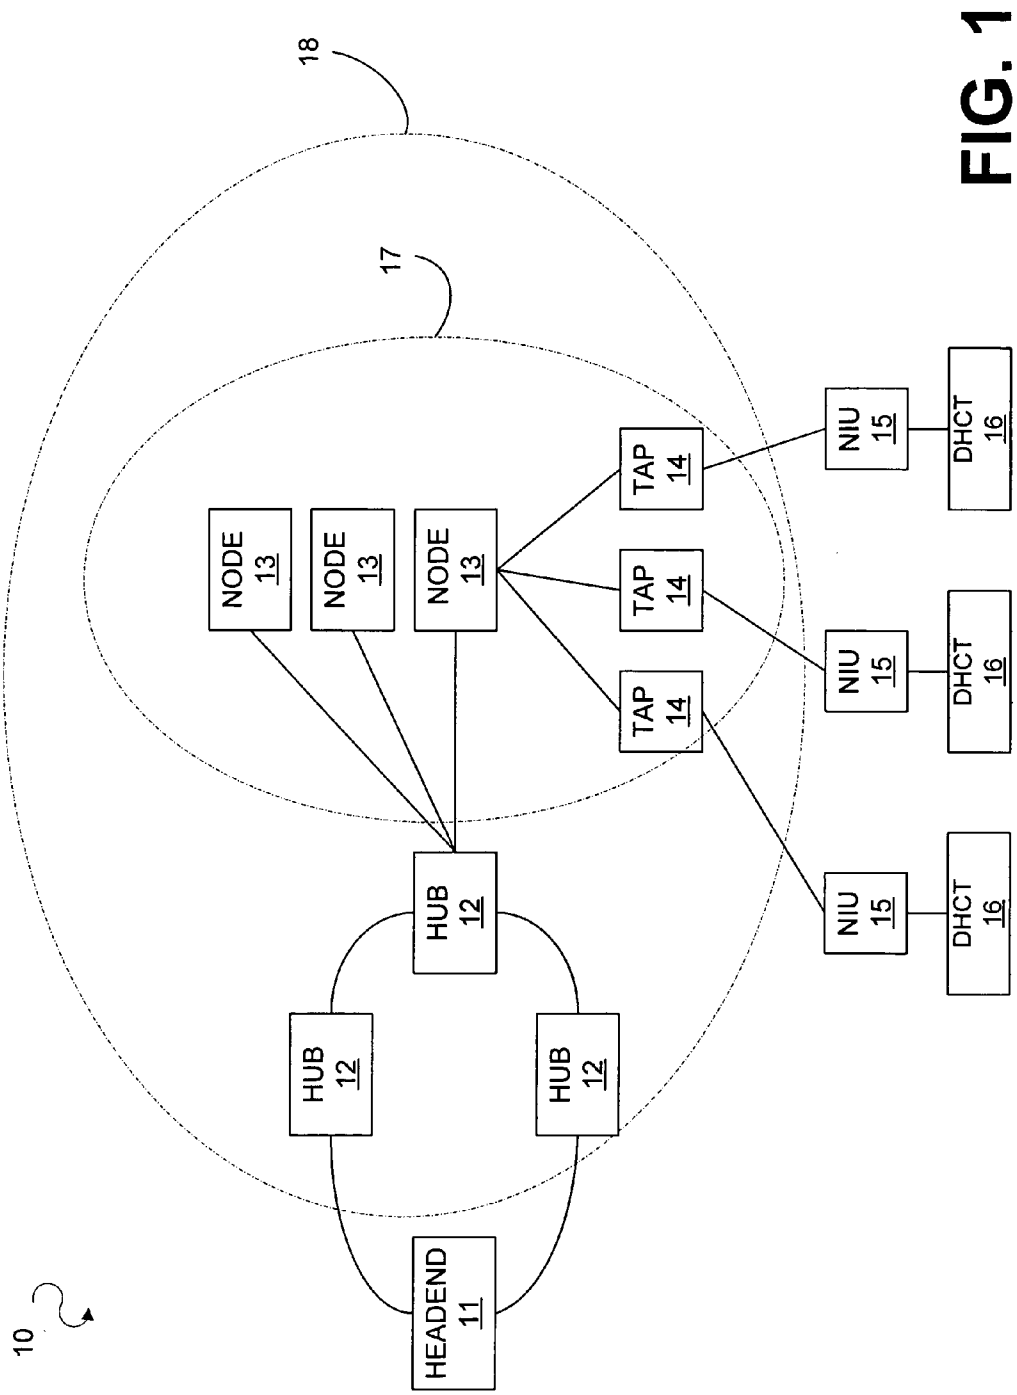 10
NODE
13
18
HUB
12
NODE
13
17
HEADEND
11
HUB
12
NODE
13
HUB
12
TAP
14
TAP
14
TAP
14
NIU
15
NIU
15
NIU
15
DHCT
16
DHCT
16
DHCT
16
FIG. 1